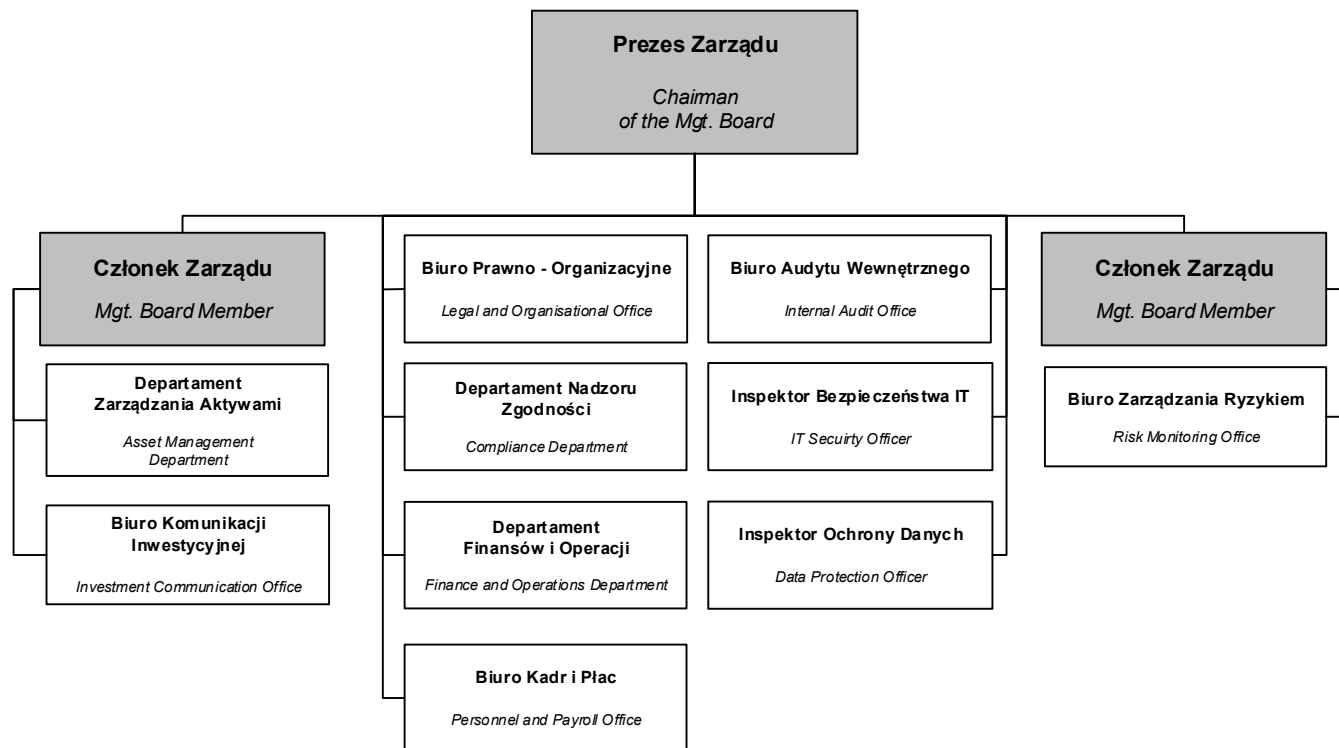 Prezes Zarządu
Chairman
of the Mgt. Board
Członek Zarządu
Mgt. Board Member
Departament
Zarządzania Aktywami
Asset Management
Department
Biuro Komunikacji
Inwestycyjnej
Investment Communication Office
Biuro Prawno - Organizacyjne
Legal and Organisational Office
Departament Nadzoru
Zgodności
Compliance Department
Departament
Finansów i Operacji
Finance and Operations Department
Biuro Kadr i Płac
Personnel and Payroll Office
Biuro Audytu Wewnętrznego
Internal Audit Office
Inspektor Bezpieczeństwa IT
IT Secuirty Officer
Inspektor Ochrony Danych
Data Protection Officer
Członek Zarządu
Mgt. Board Member
Biuro Zarządzania Ryzykiem
Risk Monitoring Office